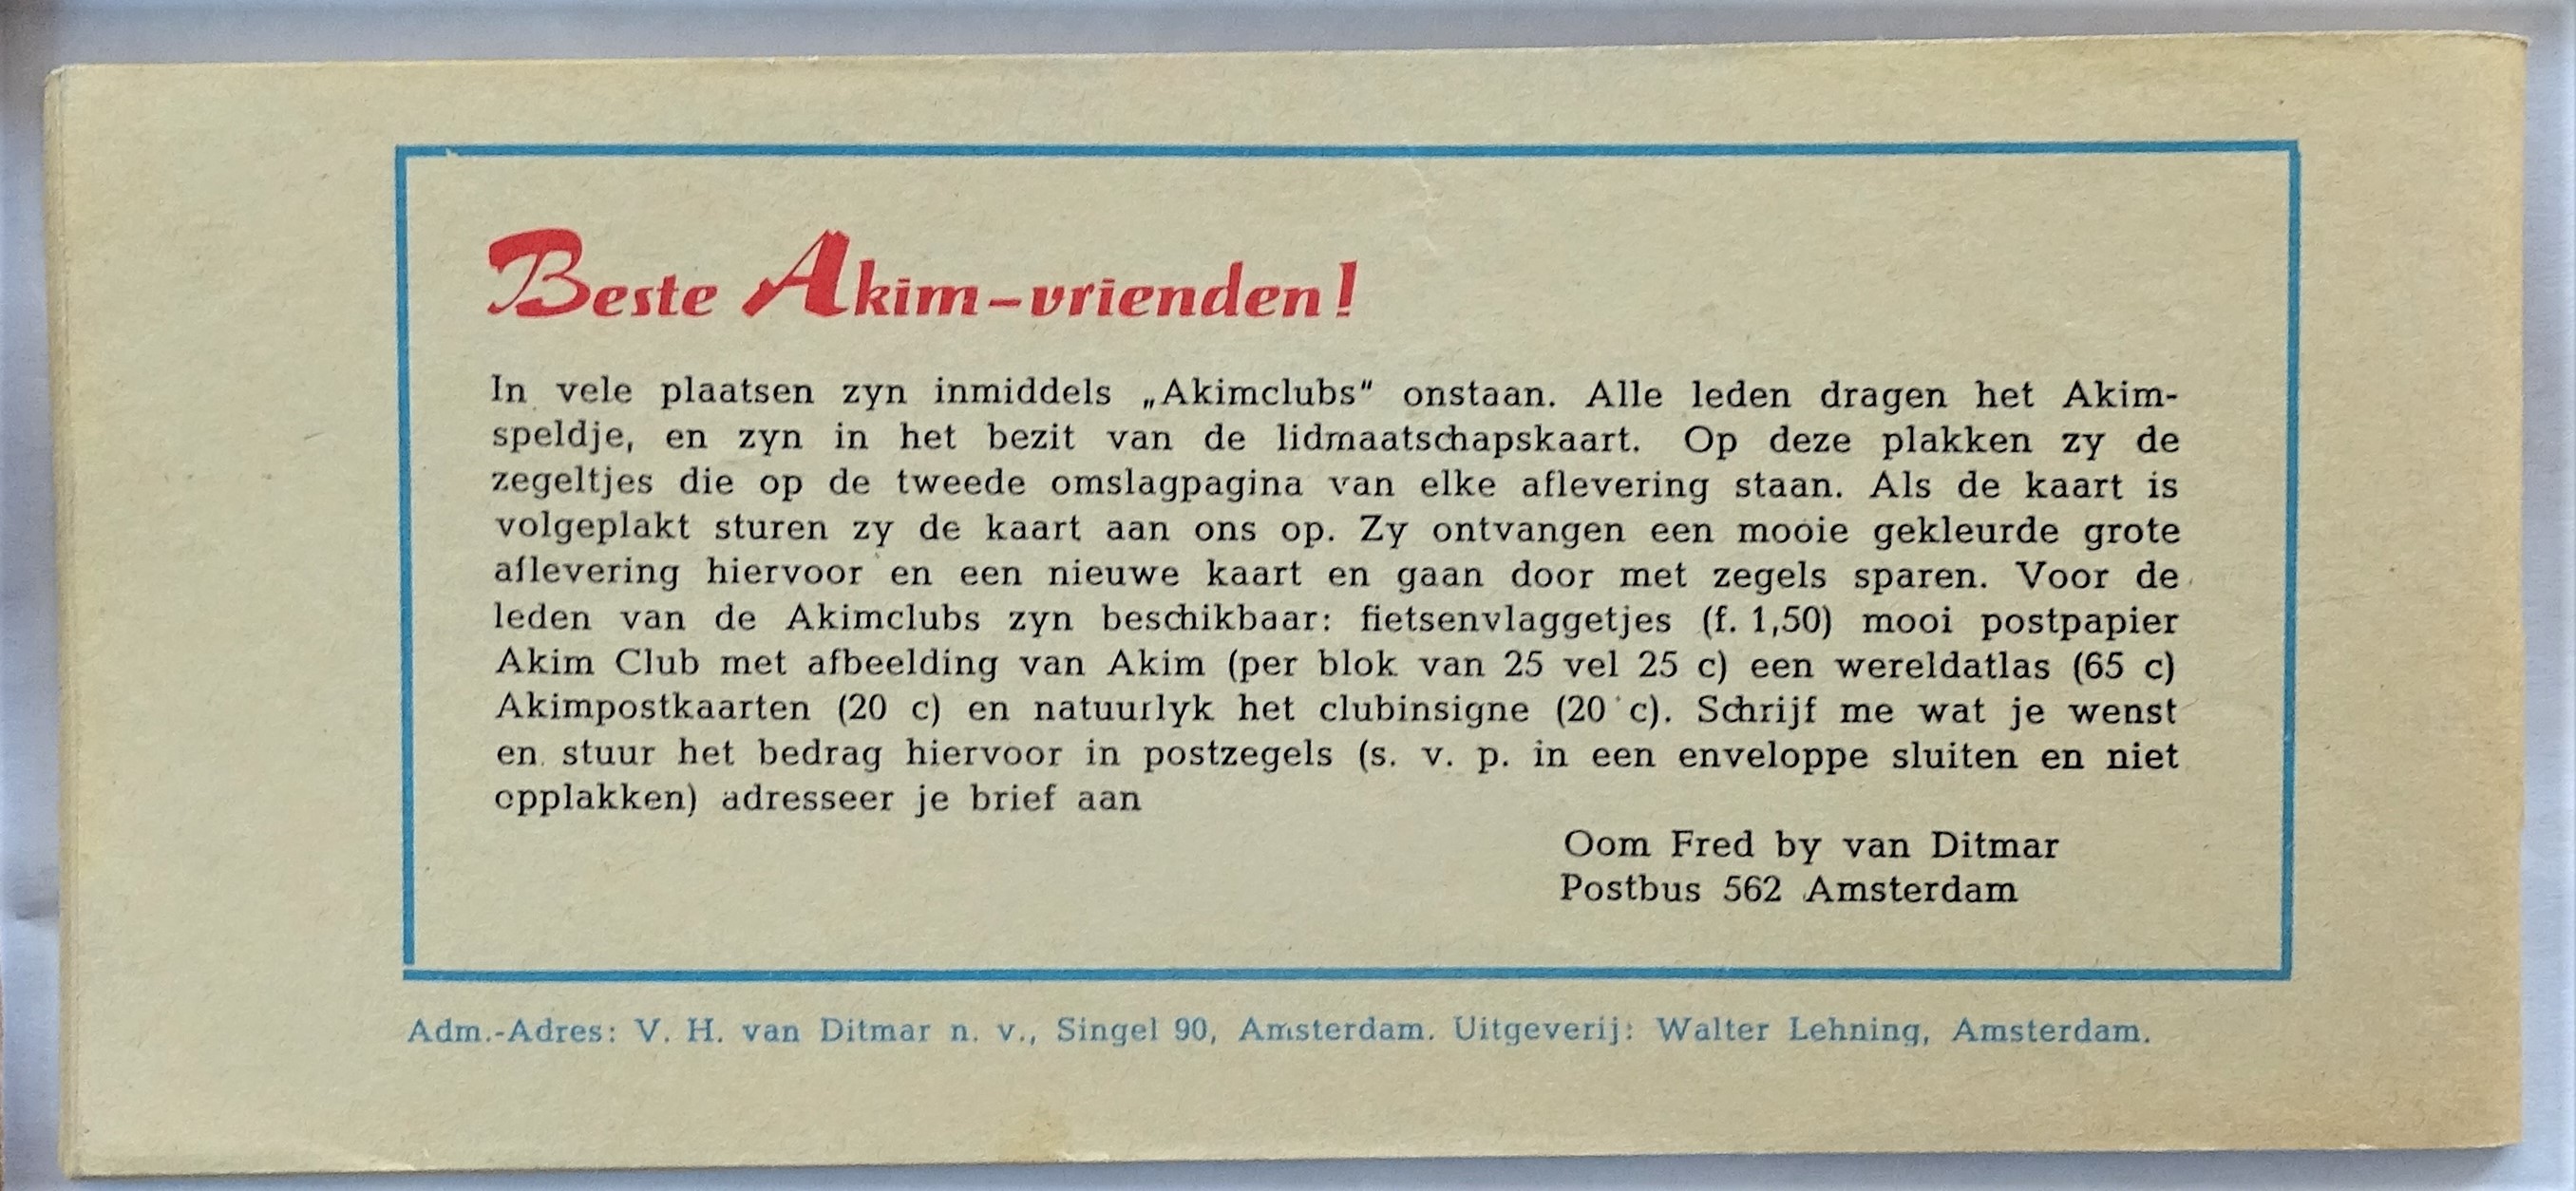 Beste Akim-vrienden!
In vele plaatsen zyn inmiddels „Akimclubs“ onstaan. Alle leden dragen het Akim-
speldje, en zyn in het bezit van de lidmaatschapskaart. Op deze plakken zy de
zegeltjes die op de tweede omslagpagina van elke aflevering staan. Als de kaart is
volgeplakt sturen zy de kaart aan ons op. Zy ontvangen een mooie gekleurde grote
aflevering hiervoor en een nieuwe kaart en gaan door met zegels sparen. Voor de
leden van de Akimclubs zyn beschikbaar: fietsenvlaggetjes (f. 1,50) mooi postpapier
Akim Club met afbeelding van Akim (per blok van 25 vel 25 c) een wereldatlas (65 c)
Akimpostkaarten (20 c) en natuurlyk het clubinsigne (20 c). Schrijf me wat je wenst
en stuur het bedrag hiervoor in postzegels (s. v. p. in een enveloppe sluiten en niet
opplakken) adresseer je brief aan
Oom Fred by van Ditmar
Postbus 562 Amsterdam
Adm.-Adres: V. H. van Ditmar n. v., Singel 90, Amsterdam. Uitgeverij: Walter Lehning, Amsterdam.